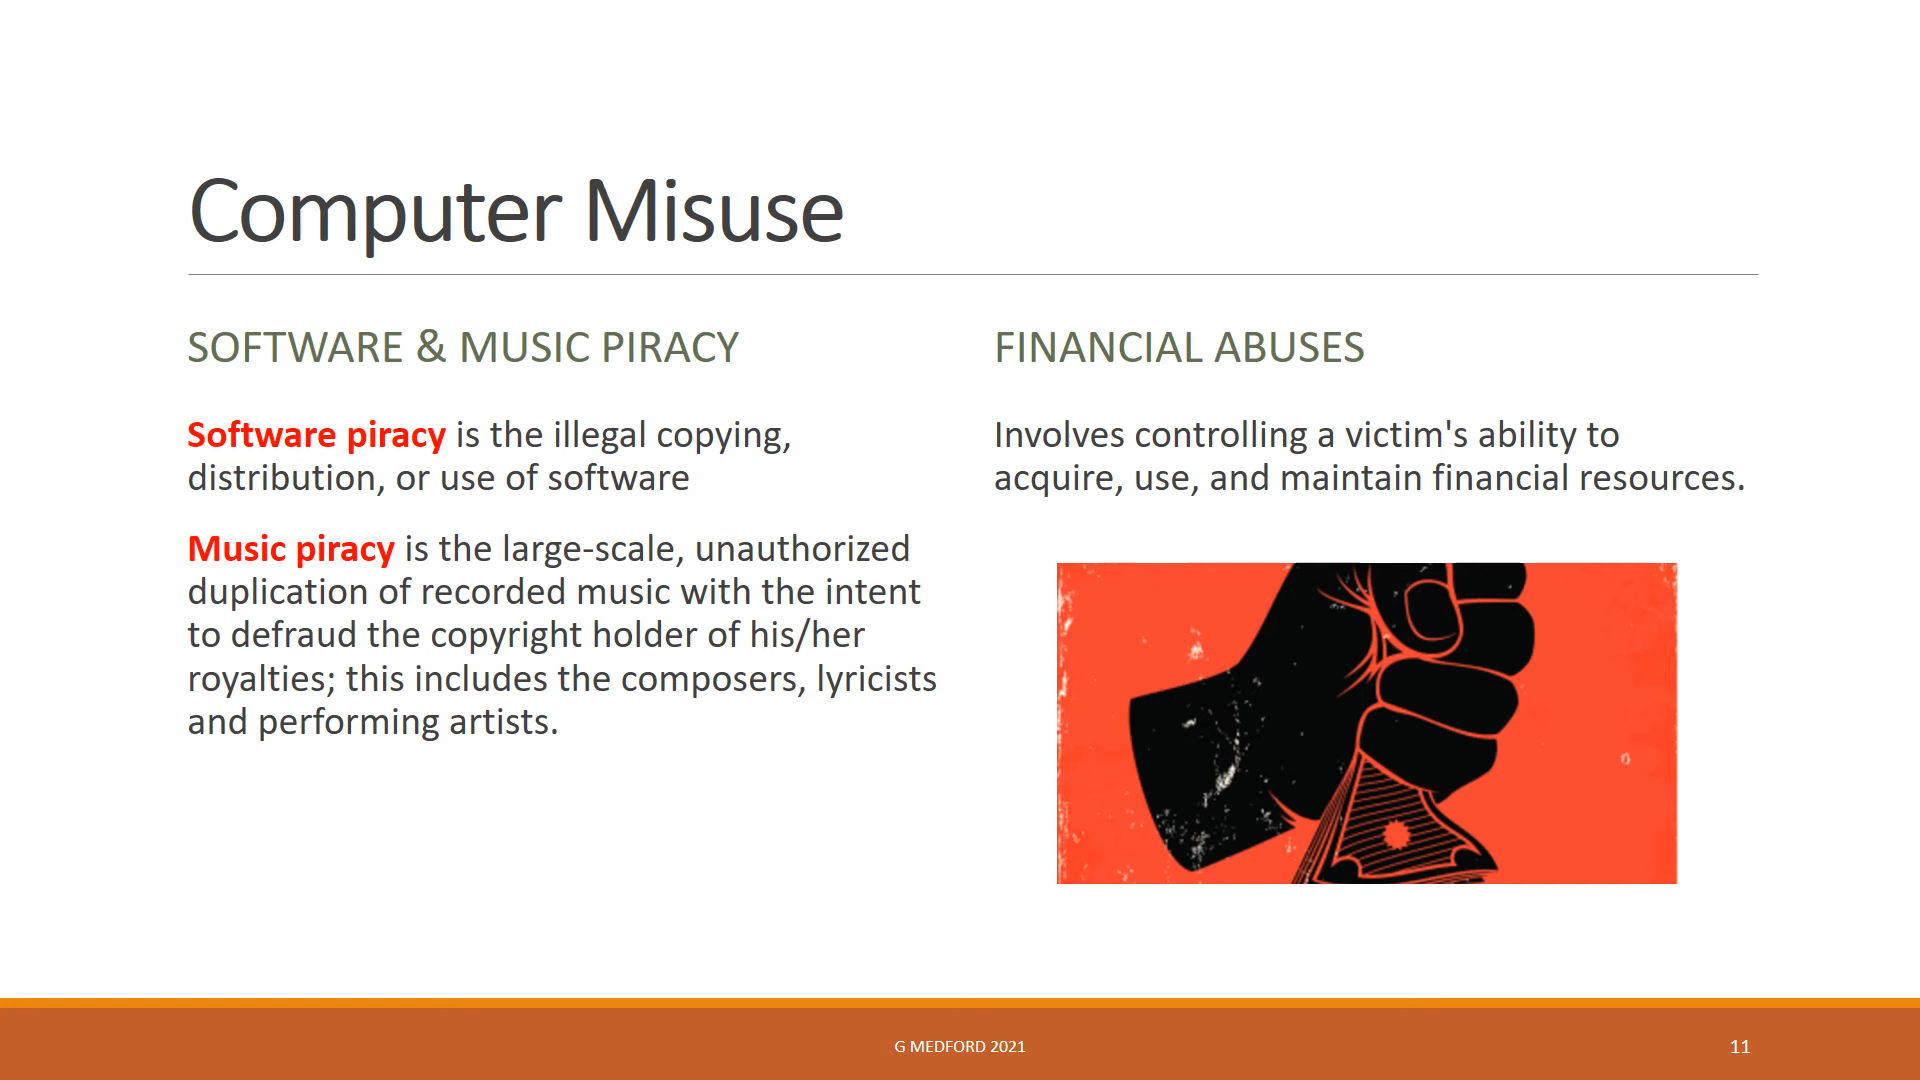 Computer Misuse
SOFTWARE & MUSIC PIRACY
Software piracy is the illegal copying,
distribution, or use of software
Music piracy is the large-scale, unauthorized
duplication of recorded music with the intent
to defraud the copyright holder of his/her
royalties; this includes the composers, lyricists
and performing artists.
FINANCIAL ABUSES
Involves controlling a victim's ability to
acquire, use, and maintain financial resources.
G MEDFORD 2021
11